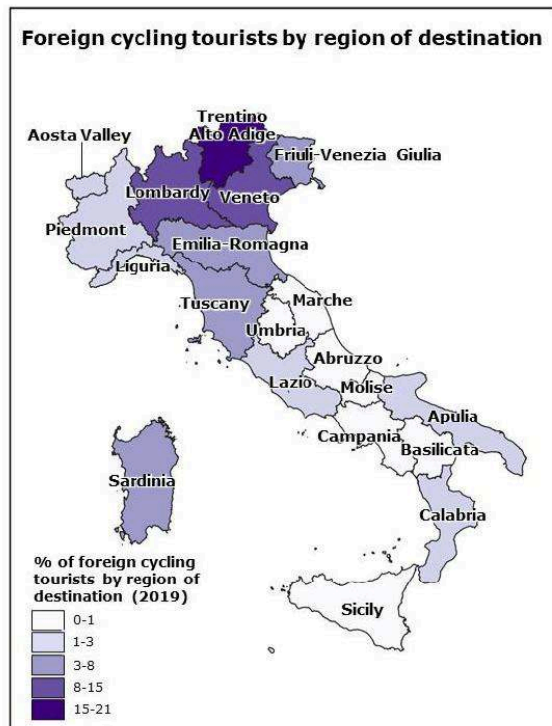 Foreign cycling tourists by region of destination
Trentino
Alto Adige
Aosta Valley
Friuli-Venezia Giulia
Lombardy
Veneto
Piedmont
Emilia-Romagna
Liguria
Marche
Tuscany
Umbria
Abruzzo
Lazio
Molise
Apulia
Campania
Basilicata
Sardinia
Calabria
Sicily
% of foreign cycling
tourists by region of
destination (2019)
0-1
1-3
3-8
8-15
15-21